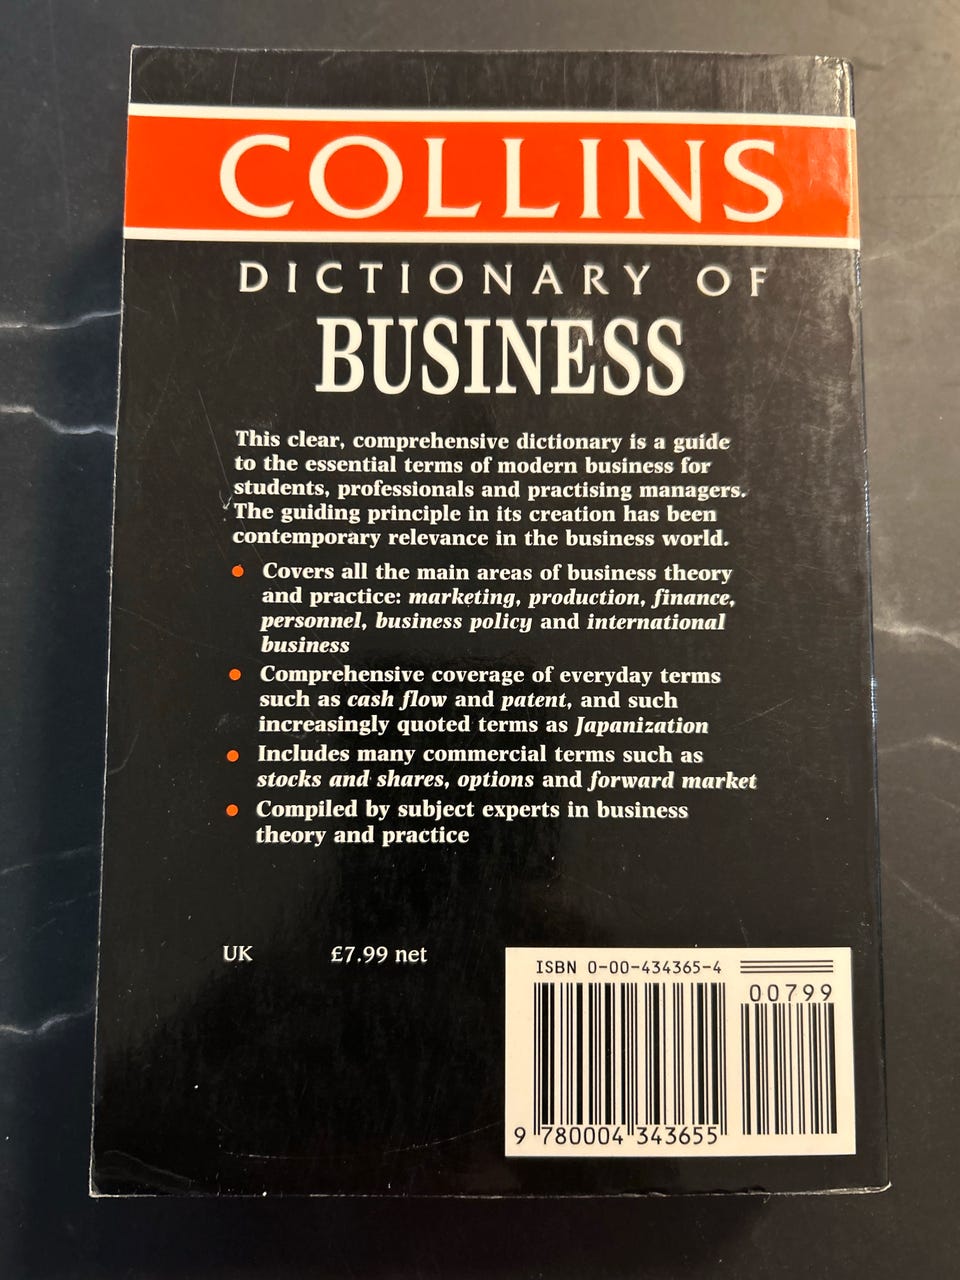 COLLINS
DICTIONARY OF
BUSINESS
This clear, comprehensive dictionary is a guide
to the essential terms of modern business for
students, professionals and practising managers.
The guiding principle in its creation has been
contemporary relevance in the business world.
• Covers all the main areas of business theory
and practice: marketing, production, finance,
personnel, business policy and international
business
• Comprehensive coverage of everyday terms
such as cash flow and patent, and such
increasingly quoted terms as Japanization
• Includes many commercial terms such as
stocks and shares, options and forward market
• Compiled by subject experts in business
theory and practice
UK £7.99 net
ISBN 0-00-434365-4
00799
9 780004 343655